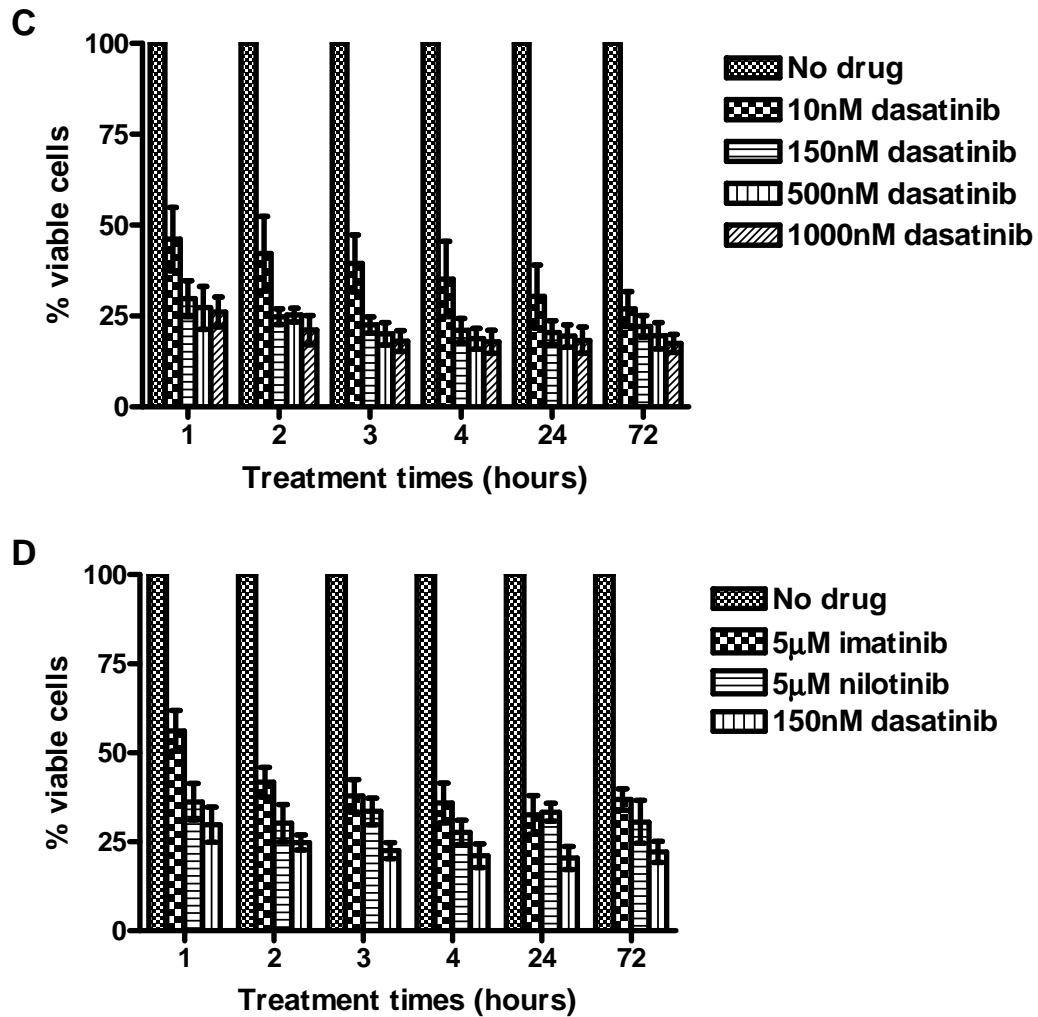 C
100
75
50
25
0
% viable cells
1 2 3 4 24 72
Treatment times (hours)
No drug
10nM dasatinib
150nM dasatinib
500nM dasatinib
1000nM dasatinib
D
100
75
50
25
0
% viable cells
1 2 3 4 24 72
Treatment times (hours)
No drug
5μM imatinib
5μM nilotinib
150nM dasatinib